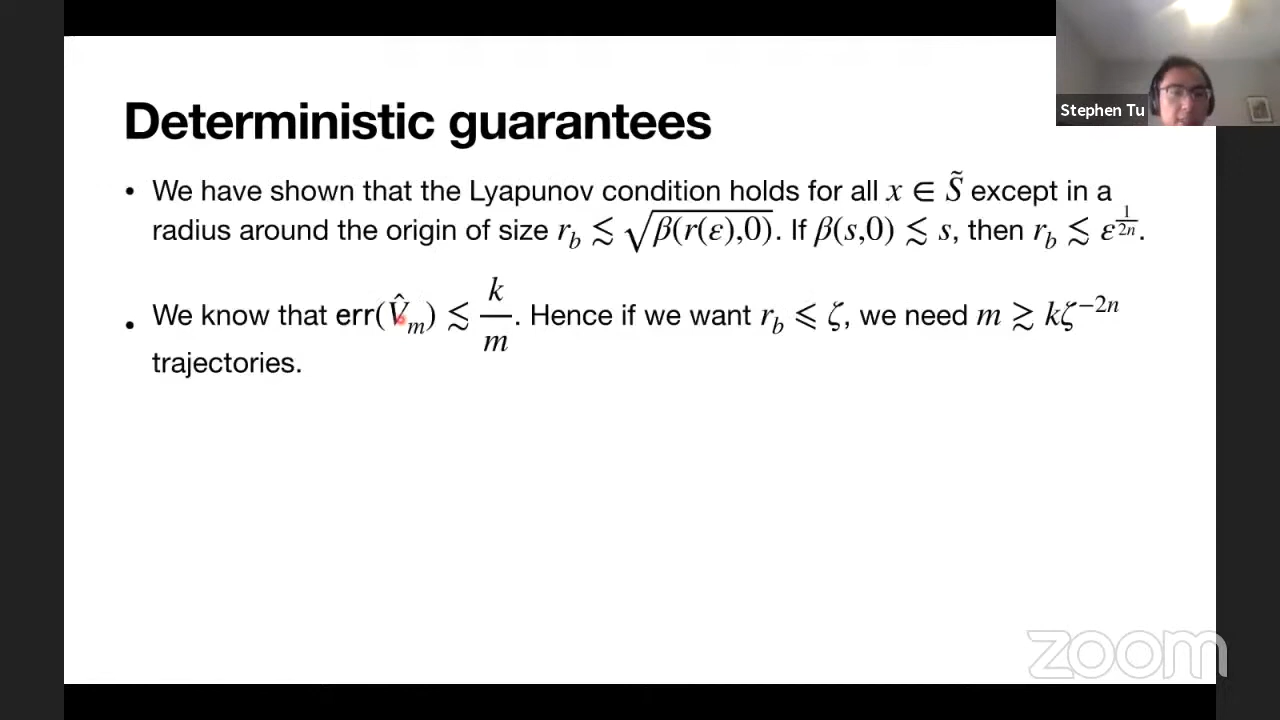 Stephen Tu
Deterministic guarantees
• We have shown that the Lyapunov condition holds for all x ∈ S̃ except in a
radius around the origin of size r_b ≲ √β(r(ε),0). If β(s,0) ≲ s, then r_b ≲ ε^{1/2n}.
• We know that err(V̂_m) ≲ k/m. Hence if we want r_b ⩽ ζ, we need m ≳ kζ^{−2n}
trajectories.
zoom